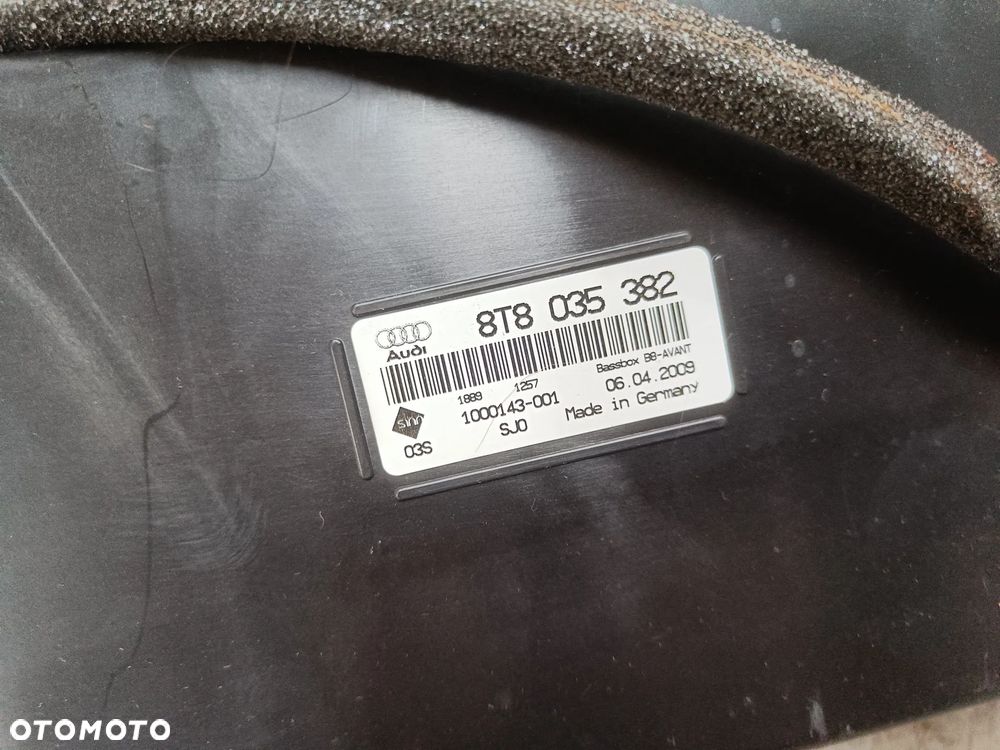 8T8 035 382
Audi
Bassbox B8-AVANT
1889 1257
06.04.2009
1000143-001
Made in Germany
SJ0
03S
OTOMOTO